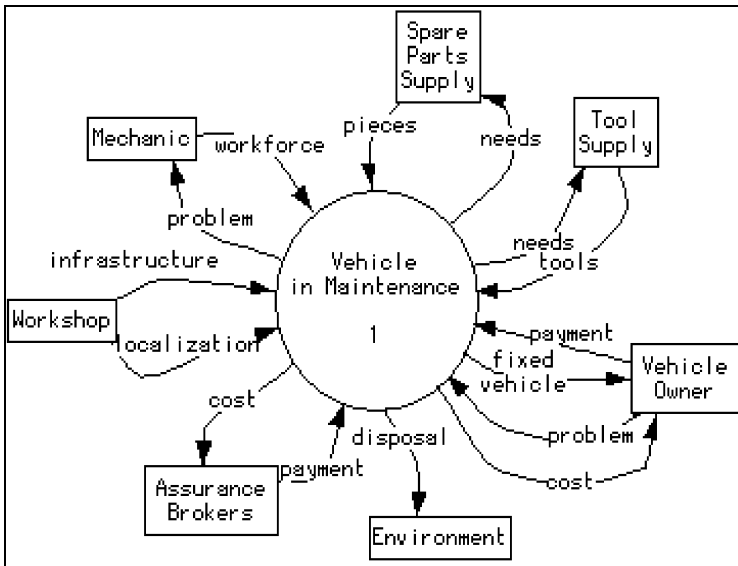 Spare
Parts
Supply
pieces
needs
Mechanic
workforce
Tool
Supply
problem
needs
tools
infrastructure
Vehicle
in Maintenance
1
Workshop
localization
payment
fixed
vehicle
Vehicle
Owner
cost
problem
disposal
payment
cost
Assurance
Brokers
Environment